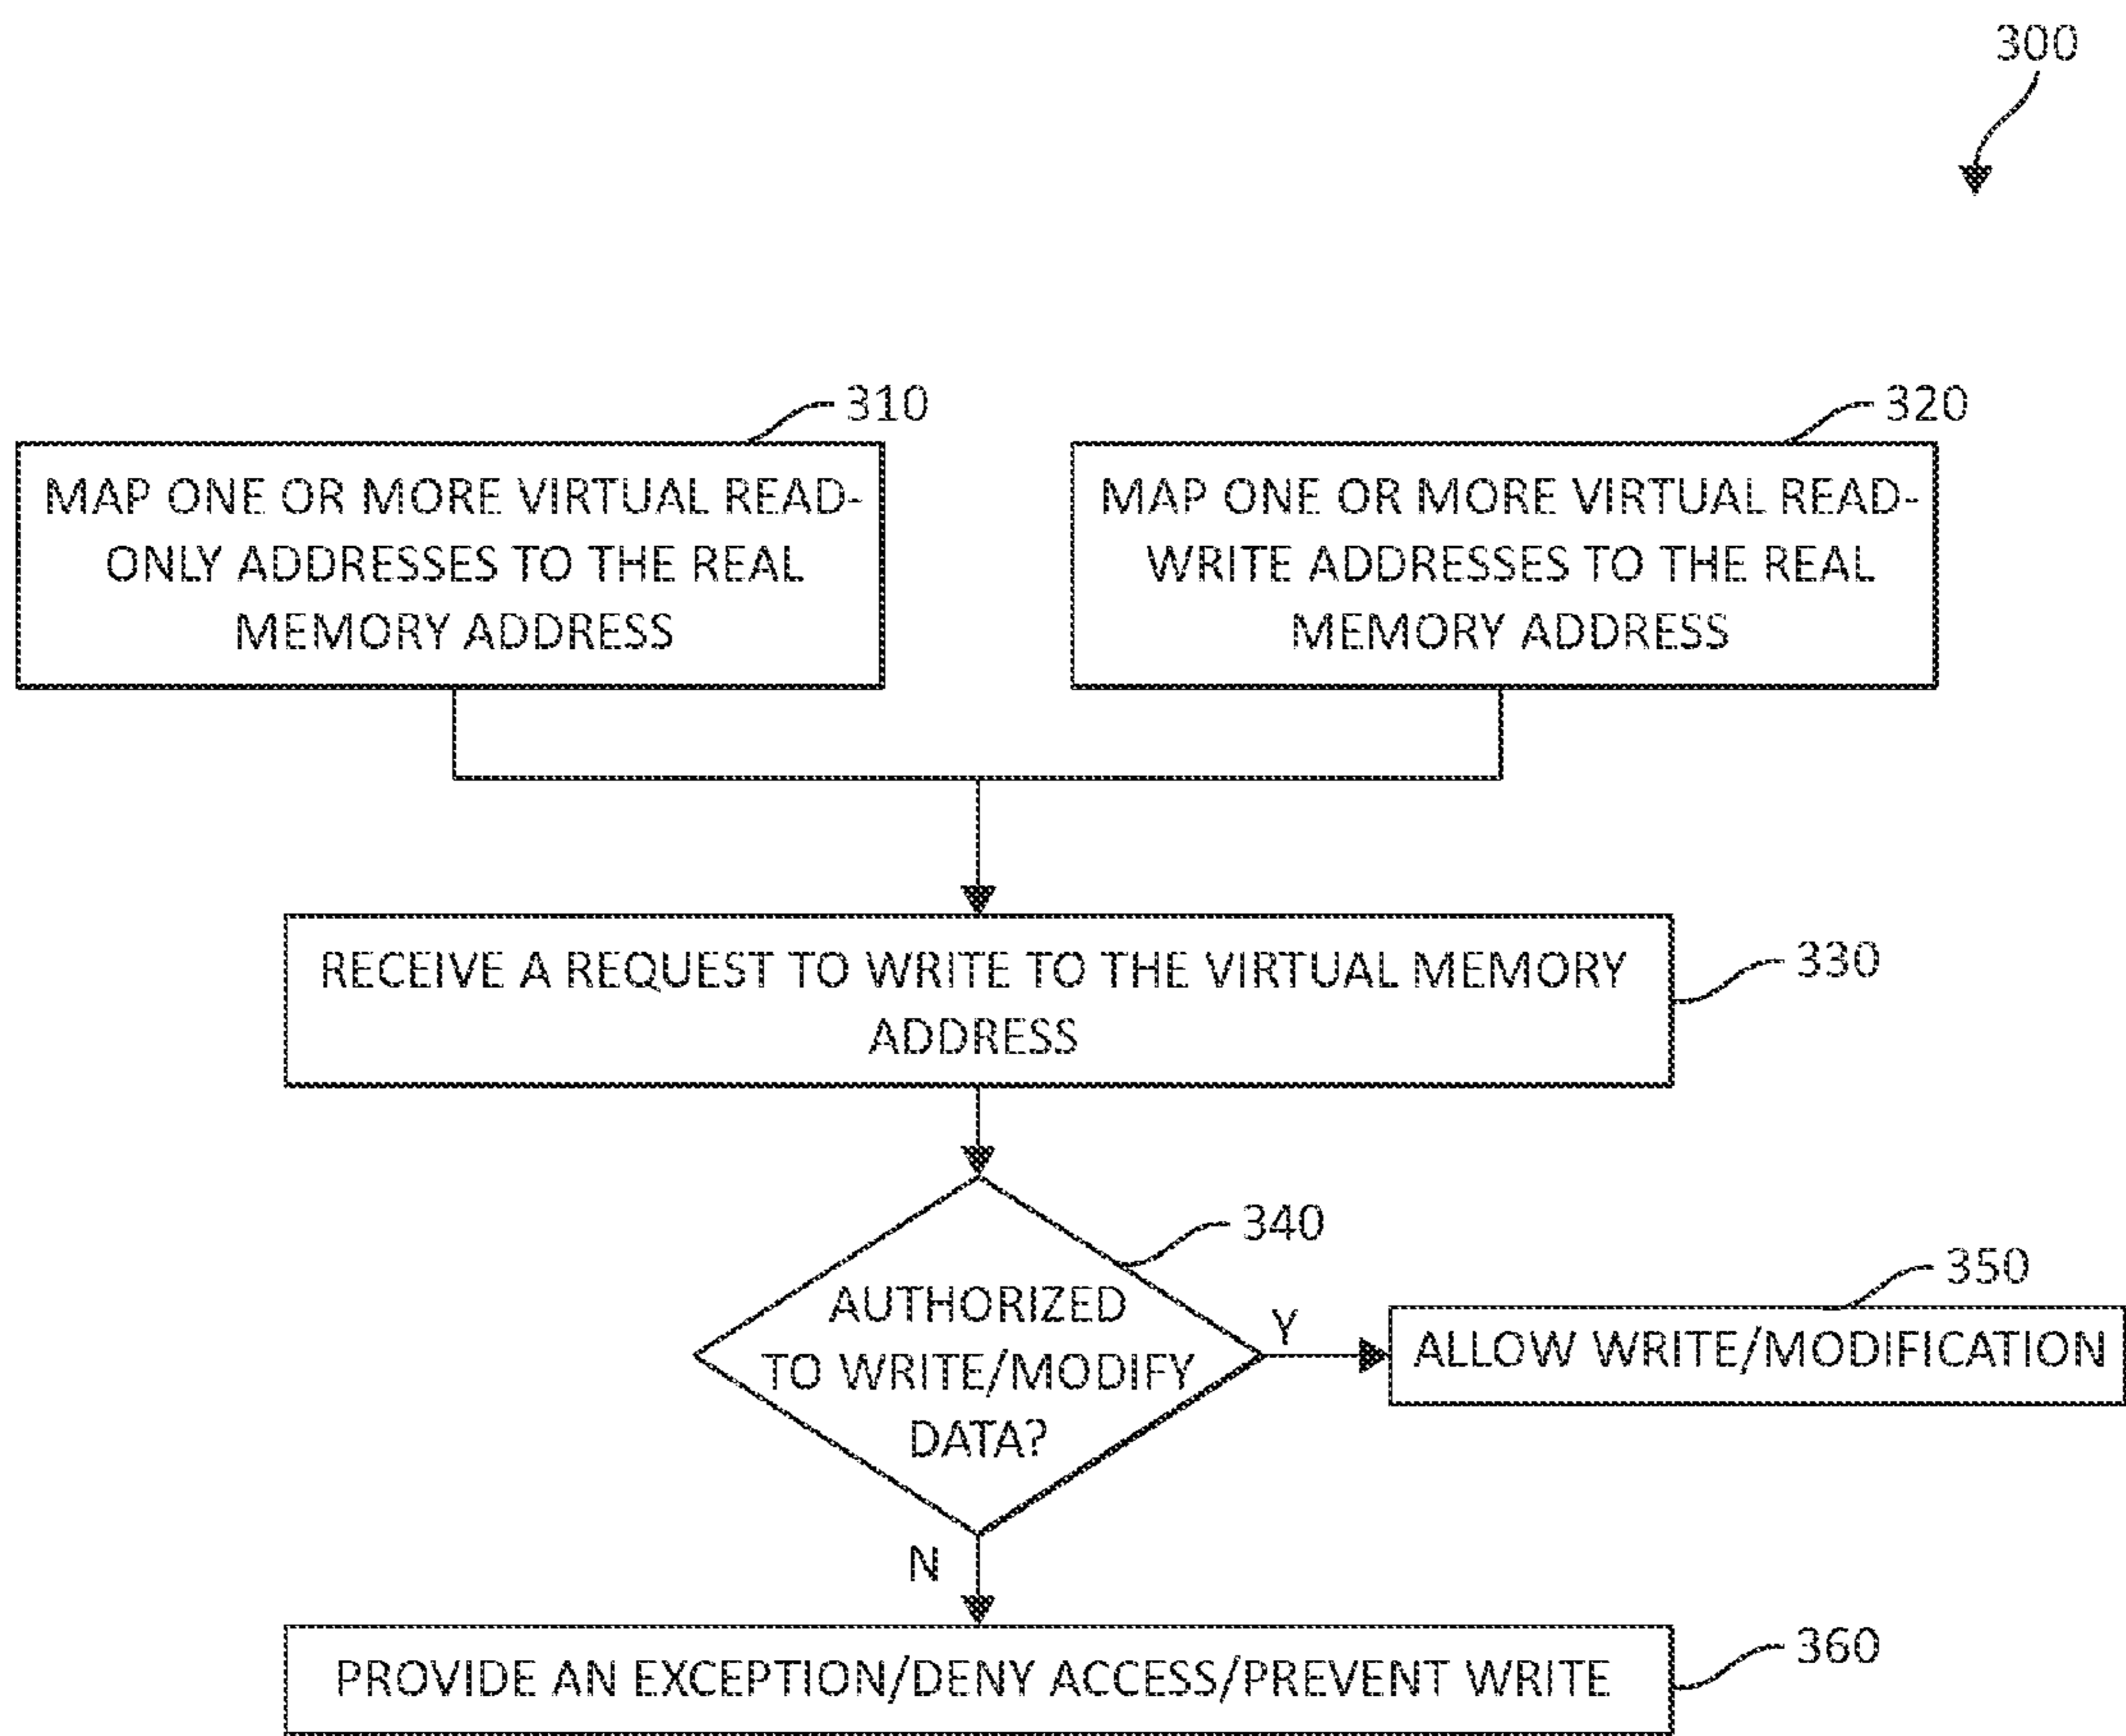 300
310
320
MAP ONE OR MORE VIRTUAL READ-
ONLY ADDRESSES TO THE REAL
MEMORY ADDRESS
MAP ONE OR MORE VIRTUAL READ-
WRITE ADDRESSES TO THE REAL
MEMORY ADDRESS
RECEIVE A REQUEST TO WRITE TO THE VIRTUAL MEMORY
ADDRESS
330
340
AUTHORIZED
TO WRITE/MODIFY
DATA?
Y
350
ALLOW WRITE/MODIFICATION
N
PROVIDE AN EXCEPTION/DENY ACCESS/PREVENT WRITE
360